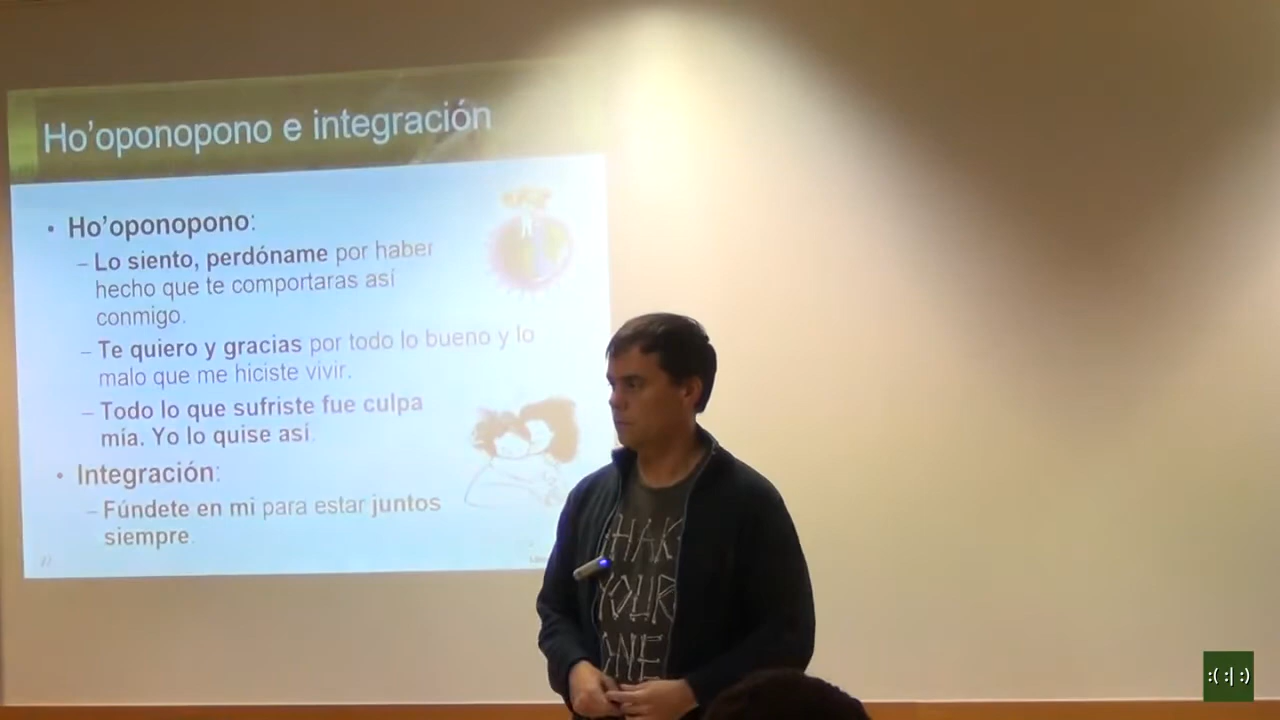 Ho'oponopono e integración
• Ho'oponopono:
– Lo siento, perdóname por haber
hecho que te comportaras así
conmigo.
– Te quiero y gracias por todo lo bueno y lo
malo que me hiciste vivir.
– Todo lo que sufriste fue culpa
mía. Yo lo quise así.
• Integración:
– Fúndete en mi para estar juntos
siempre.
YOUR
:( :| :)